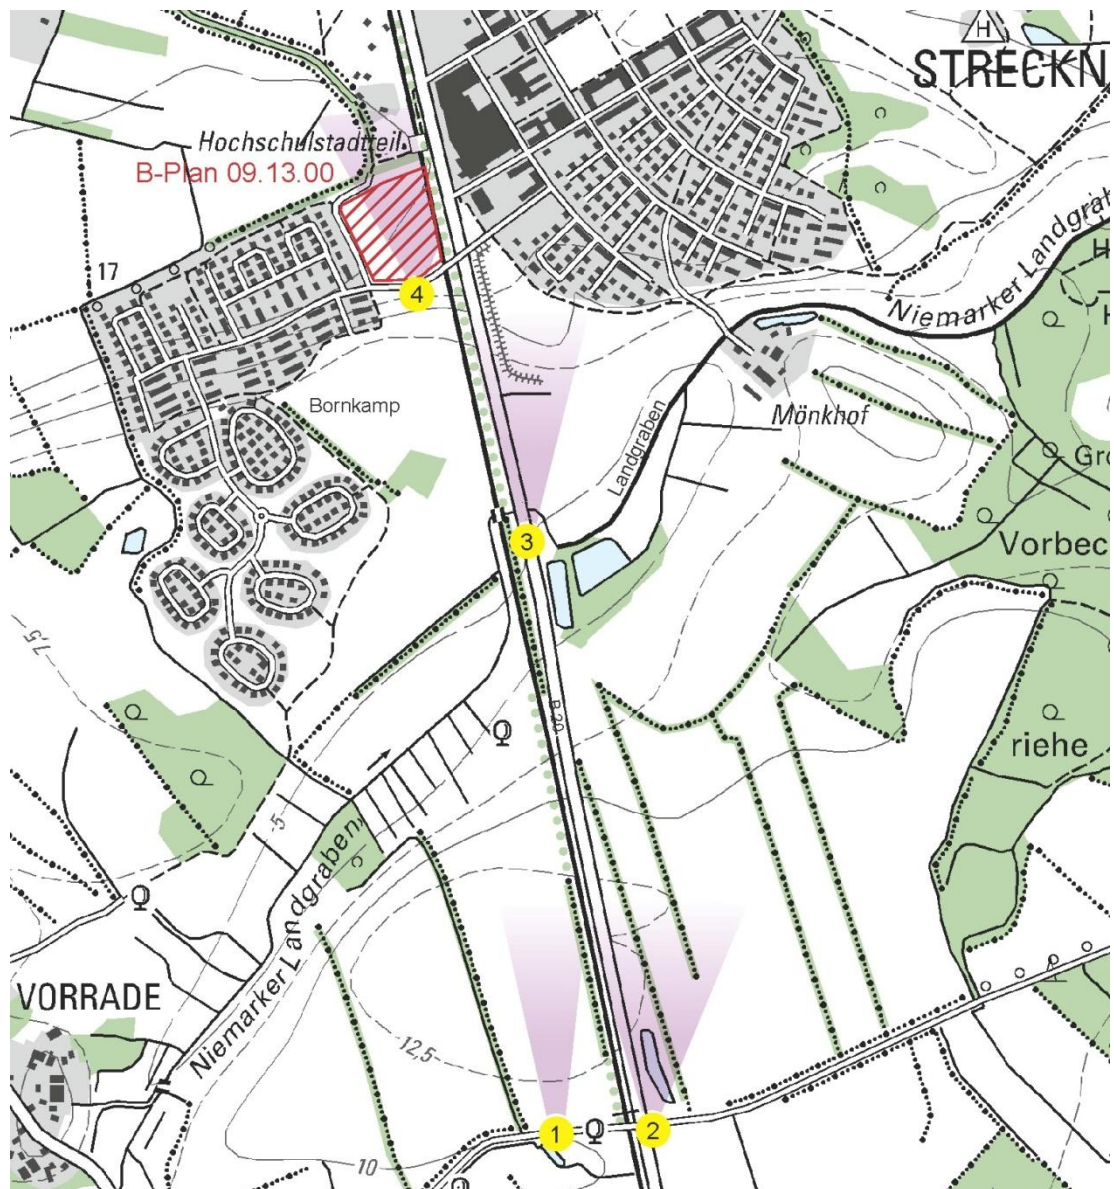 H
STRECKN
Hochschulstadtteil
B-Plan 09.13.00
17
4
Niemarker Landgrab
H
H
Bornkamp
Mönkhof
Landgraben
Gro
3
Vorbec
7,5
B 20
riehe
5
Niemarker Landgraben
VORRADE
12,5
1
2
10